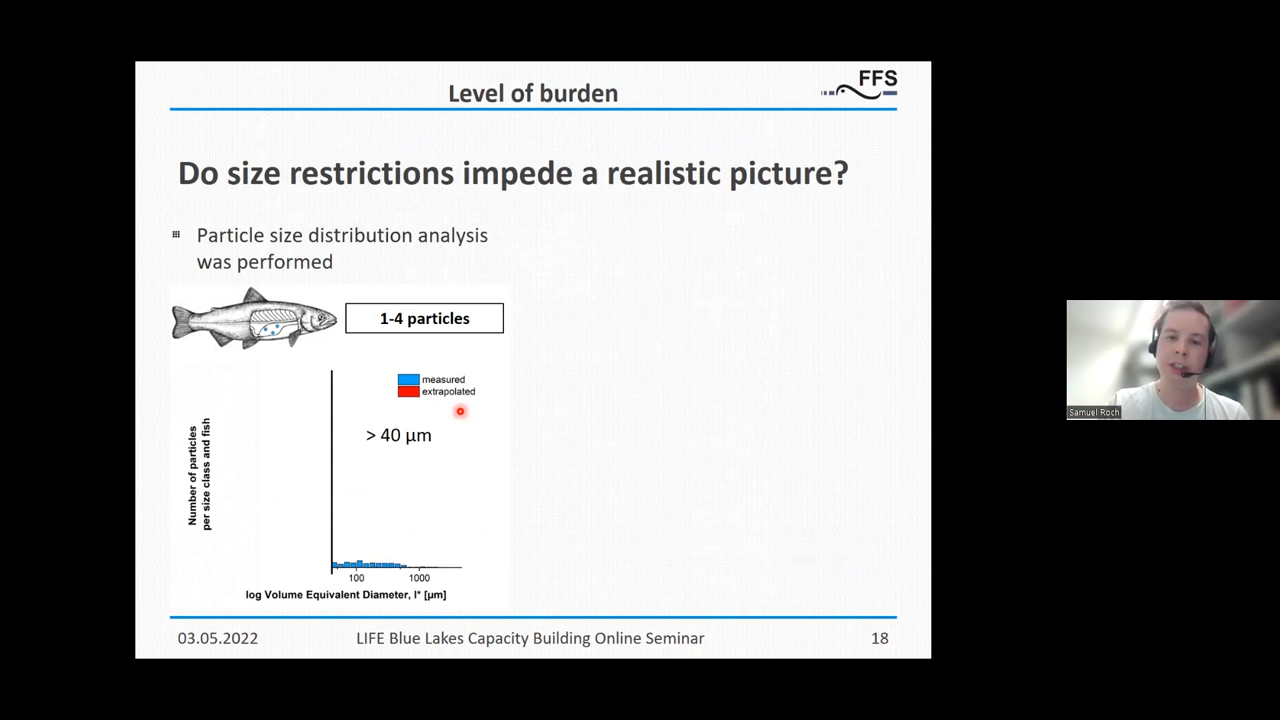 Level of burden
FFS
Do size restrictions impede a realistic picture?
Particle size distribution analysis
was performed
1-4 particles
measured
extrapolated
> 40 µm
Number of particles
per size class and fish
100 1000
log Volume Equivalent Diameter, l* [µm]
03.05.2022 LIFE Blue Lakes Capacity Building Online Seminar 18
Samuel Roch